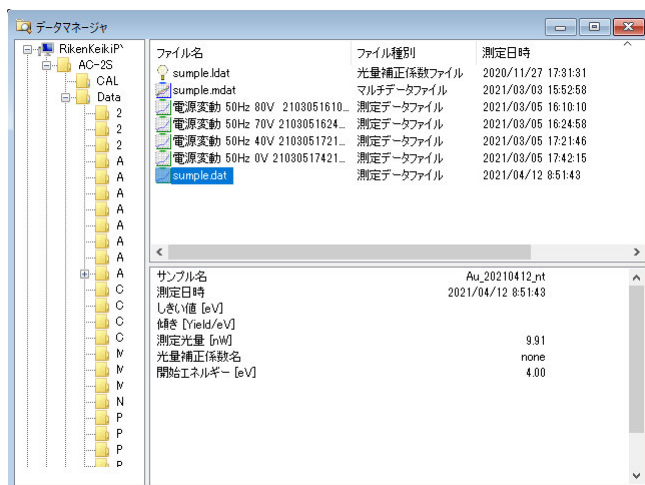 データマネージャ
RikenKeikiP
AC-2S
CAL
Data
2
2
2
A
A
A
A
A
A
A
A
C
C
C
C
M
M
M
N
P
P
P
P
ファイル名 ファイル種別 測定日時
sumple.ldat 光量補正係数ファイル 2020/11/27 17:31:31
sumple.mdat マルチデータファイル 2021/03/03 15:52:58
電源変動 50Hz 80V 2103051610... 測定データファイル 2021/03/05 16:10:10
電源変動 50Hz 70V 2103051624... 測定データファイル 2021/03/05 16:24:58
電源変動 50Hz 40V 2103051721... 測定データファイル 2021/03/05 17:21:46
電源変動 50Hz 0V 21030517421... 測定データファイル 2021/03/05 17:42:15
sumple.dat 測定データファイル 2021/04/12 8:51:43
サンプル名 Au_20210412_nt
測定日時 2021/04/12 8:51:43
しきい値 [eV]
傾き [Yield/eV]
測定光量 [nW] 9.91
光量補正係数名 none
開始エネルギー [eV] 4.00